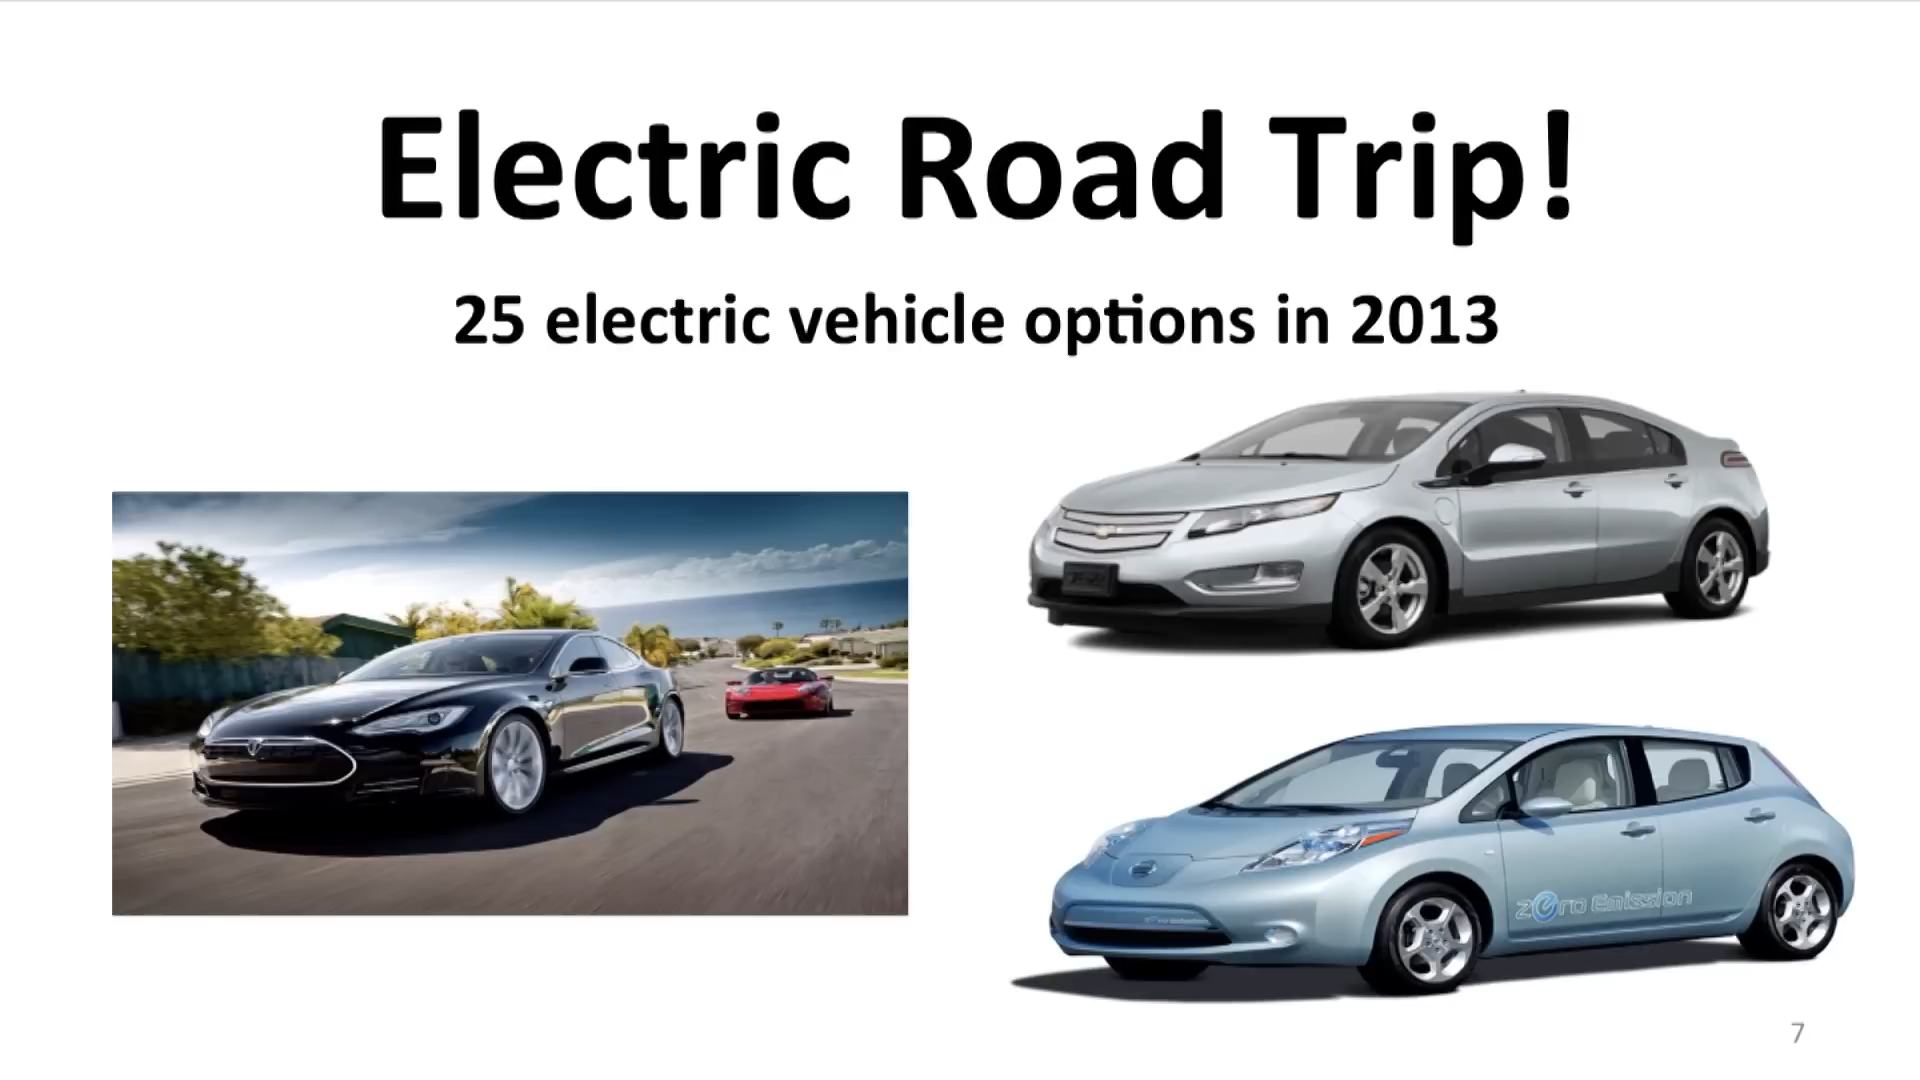 Electric Road Trip!
25 electric vehicle options in 2013
zero Emission
7